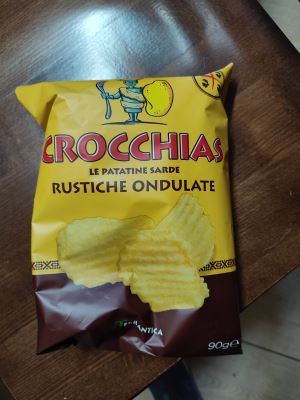 CROCCHIAS
LE PATATINE SARDE
RUSTICHE ONDULATE
90g e